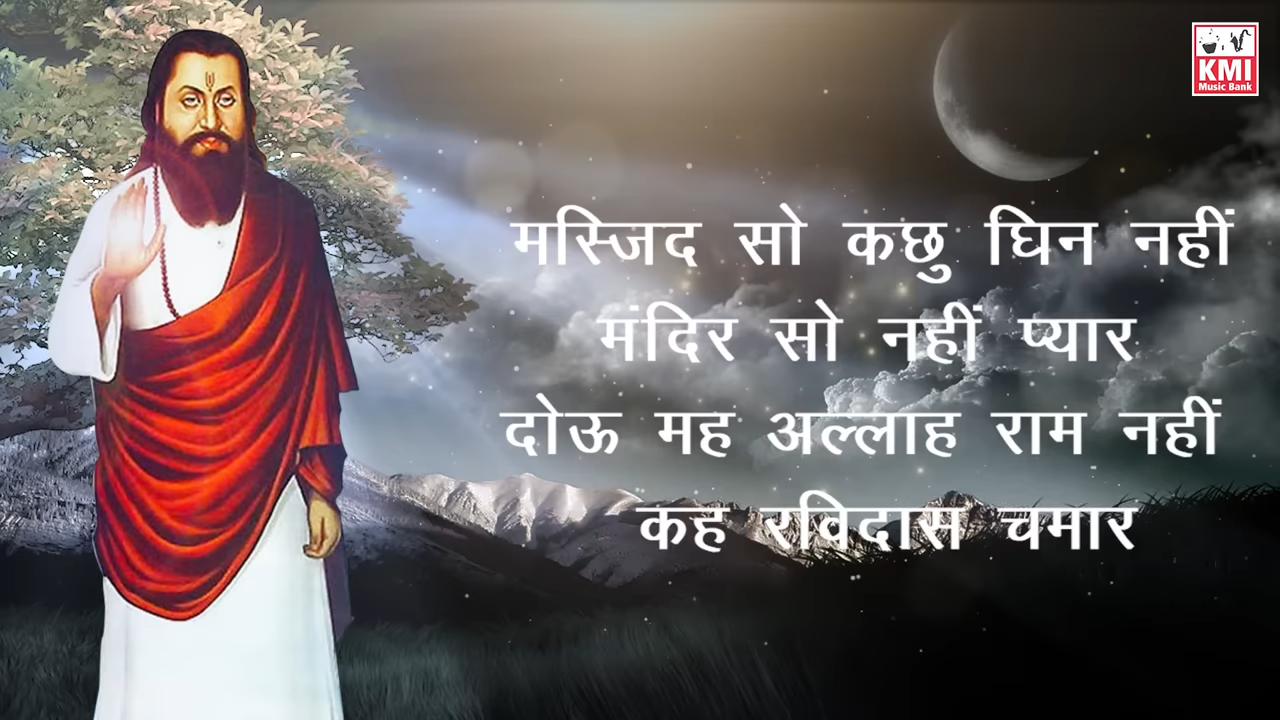 KMI
Music Bank
मस्जिद सो कछु घिन नहीं
मंदिर सो नहीं प्यार
दोऊ मह अल्लाह राम नहीं
कह रविदास चमार